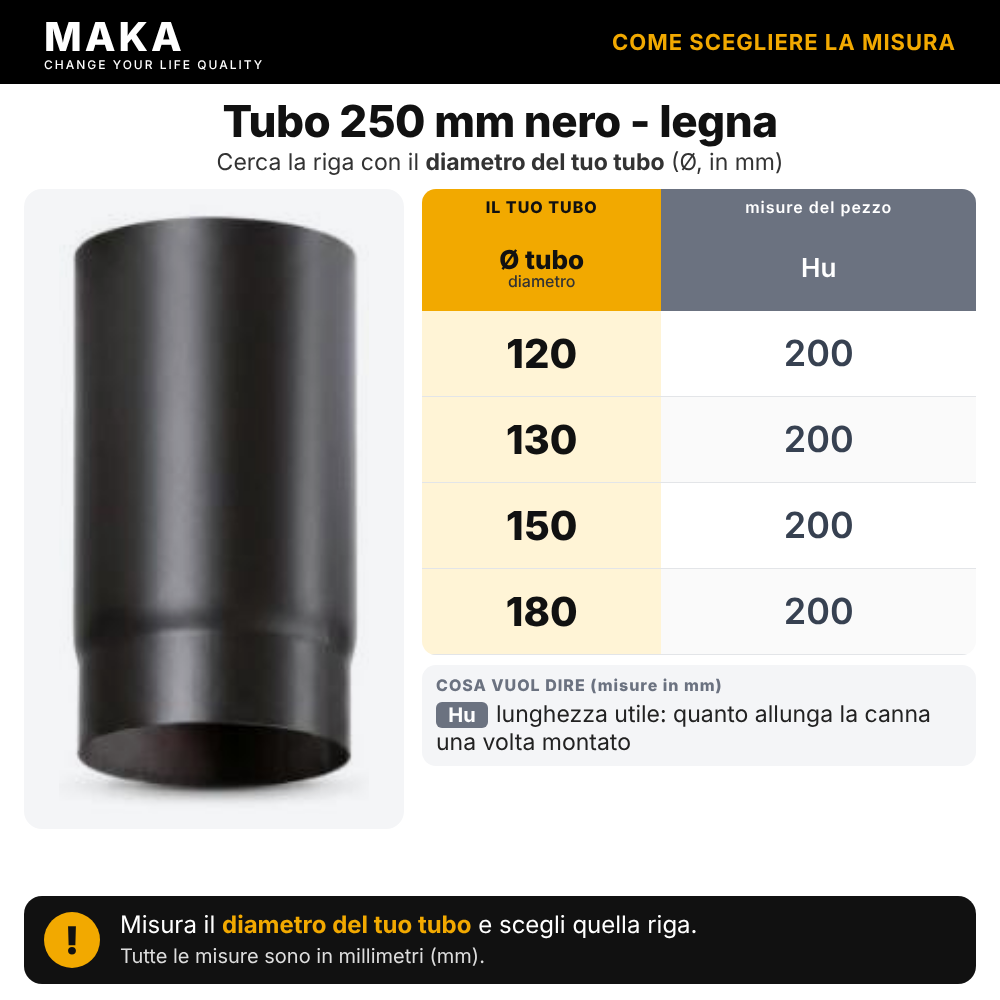 MAKA
CHANGE YOUR LIFE QUALITY
COME SCEGLIERE LA MISURA
Tubo 250 mm nero - legna
Cerca la riga con il diametro del tuo tubo (Ø, in mm)
IL TUO TUBO
misure del pezzo
Ø tubo
diametro
Hu
120
200
130
200
150
200
180
200
COSA VUOL DIRE (misure in mm)
Hu lunghezza utile: quanto allunga la canna
una volta montato
! Misura il diametro del tuo tubo e scegli quella riga.
Tutte le misure sono in millimetri (mm).